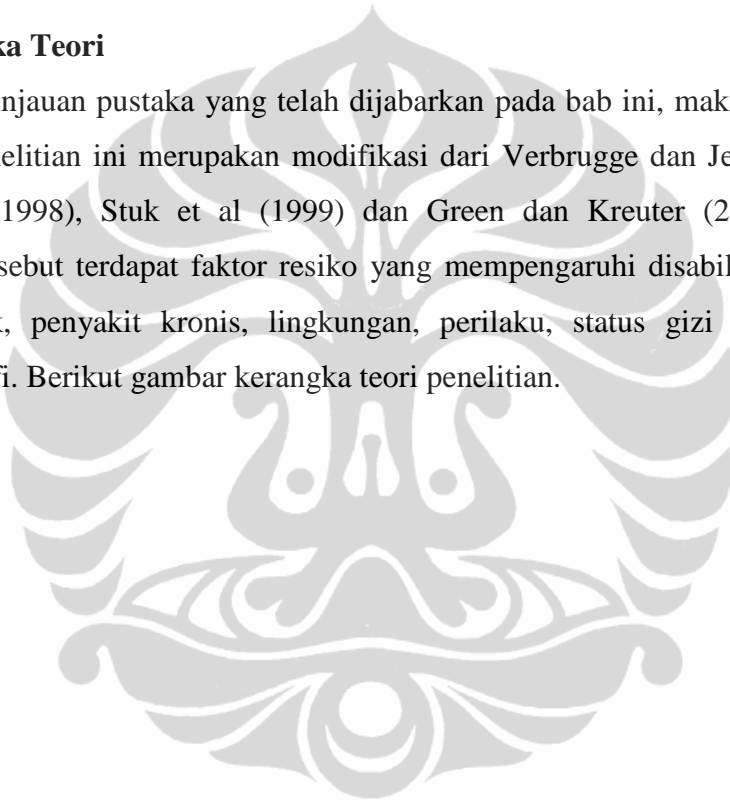 ka Teori
njauan pustaka yang telah dijabarkan pada bab ini, mak
elitian ini merupakan modifikasi dari Verbrugge dan Je
1998), Stuk et al (1999) dan Green dan Kreuter (2
sebut terdapat faktor resiko yang mempengaruhi disabil
k, penyakit kronis, lingkungan, perilaku, status gizi
fi. Berikut gambar kerangka teori penelitian.